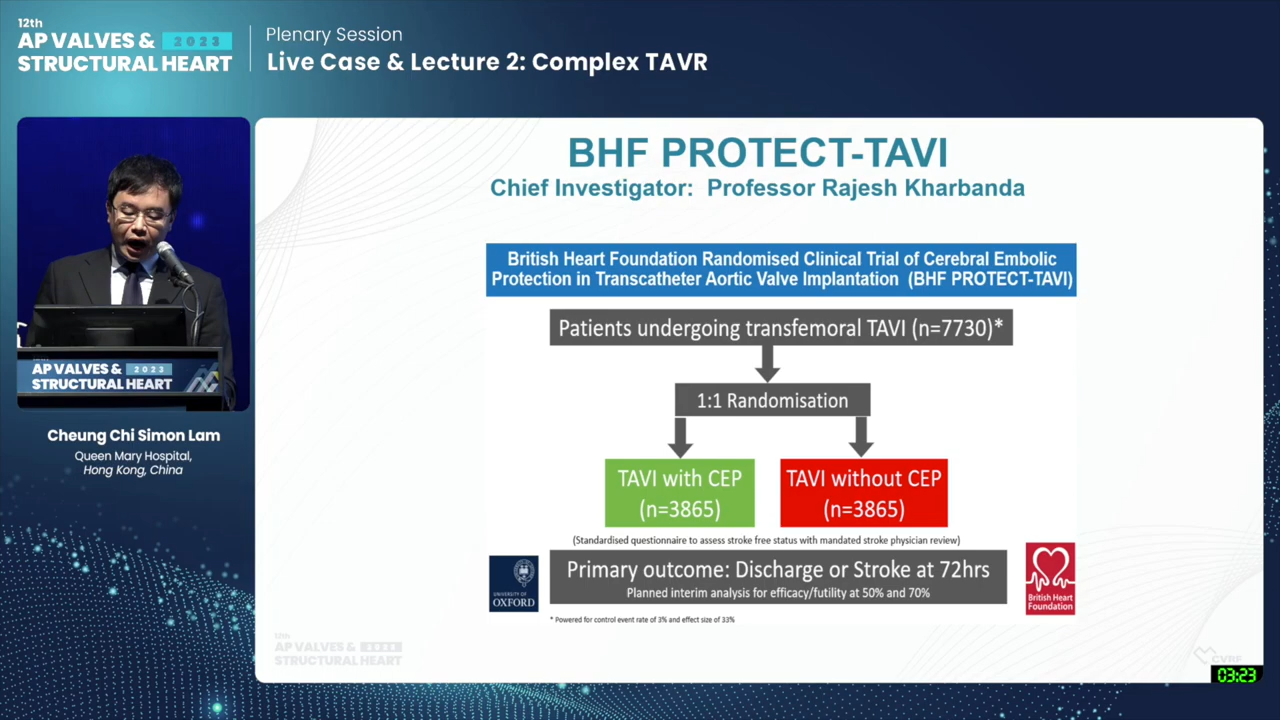 12th
AP VALVES & 2023
STRUCTURAL HEART
Plenary Session
Live Case & Lecture 2: Complex TAVR
AP VALVES & 2023
STRUCTURAL HEART
Cheung Chi Simon Lam
Queen Mary Hospital,
Hong Kong, China
BHF PROTECT-TAVI
Chief Investigator: Professor Rajesh Kharbanda
British Heart Foundation Randomised Clinical Trial of Cerebral Embolic
Protection in Transcatheter Aortic Valve Implantation (BHF PROTECT-TAVI)
Patients undergoing transfemoral TAVI (n=7730)*
1:1 Randomisation
TAVI with CEP
(n=3865)
TAVI without CEP
(n=3865)
(Standardised questionnaire to assess stroke free status with mandated stroke physician review)
UNIVERSITY OF
OXFORD
Primary outcome: Discharge or Stroke at 72hrs
Planned interim analysis for efficacy/futility at 50% and 70%
British Heart
Foundation
* Powered for control event rate of 3% and effect size of 33%
12th
AP VALVES & 2023
STRUCTURAL HEART
CVRF
03:23